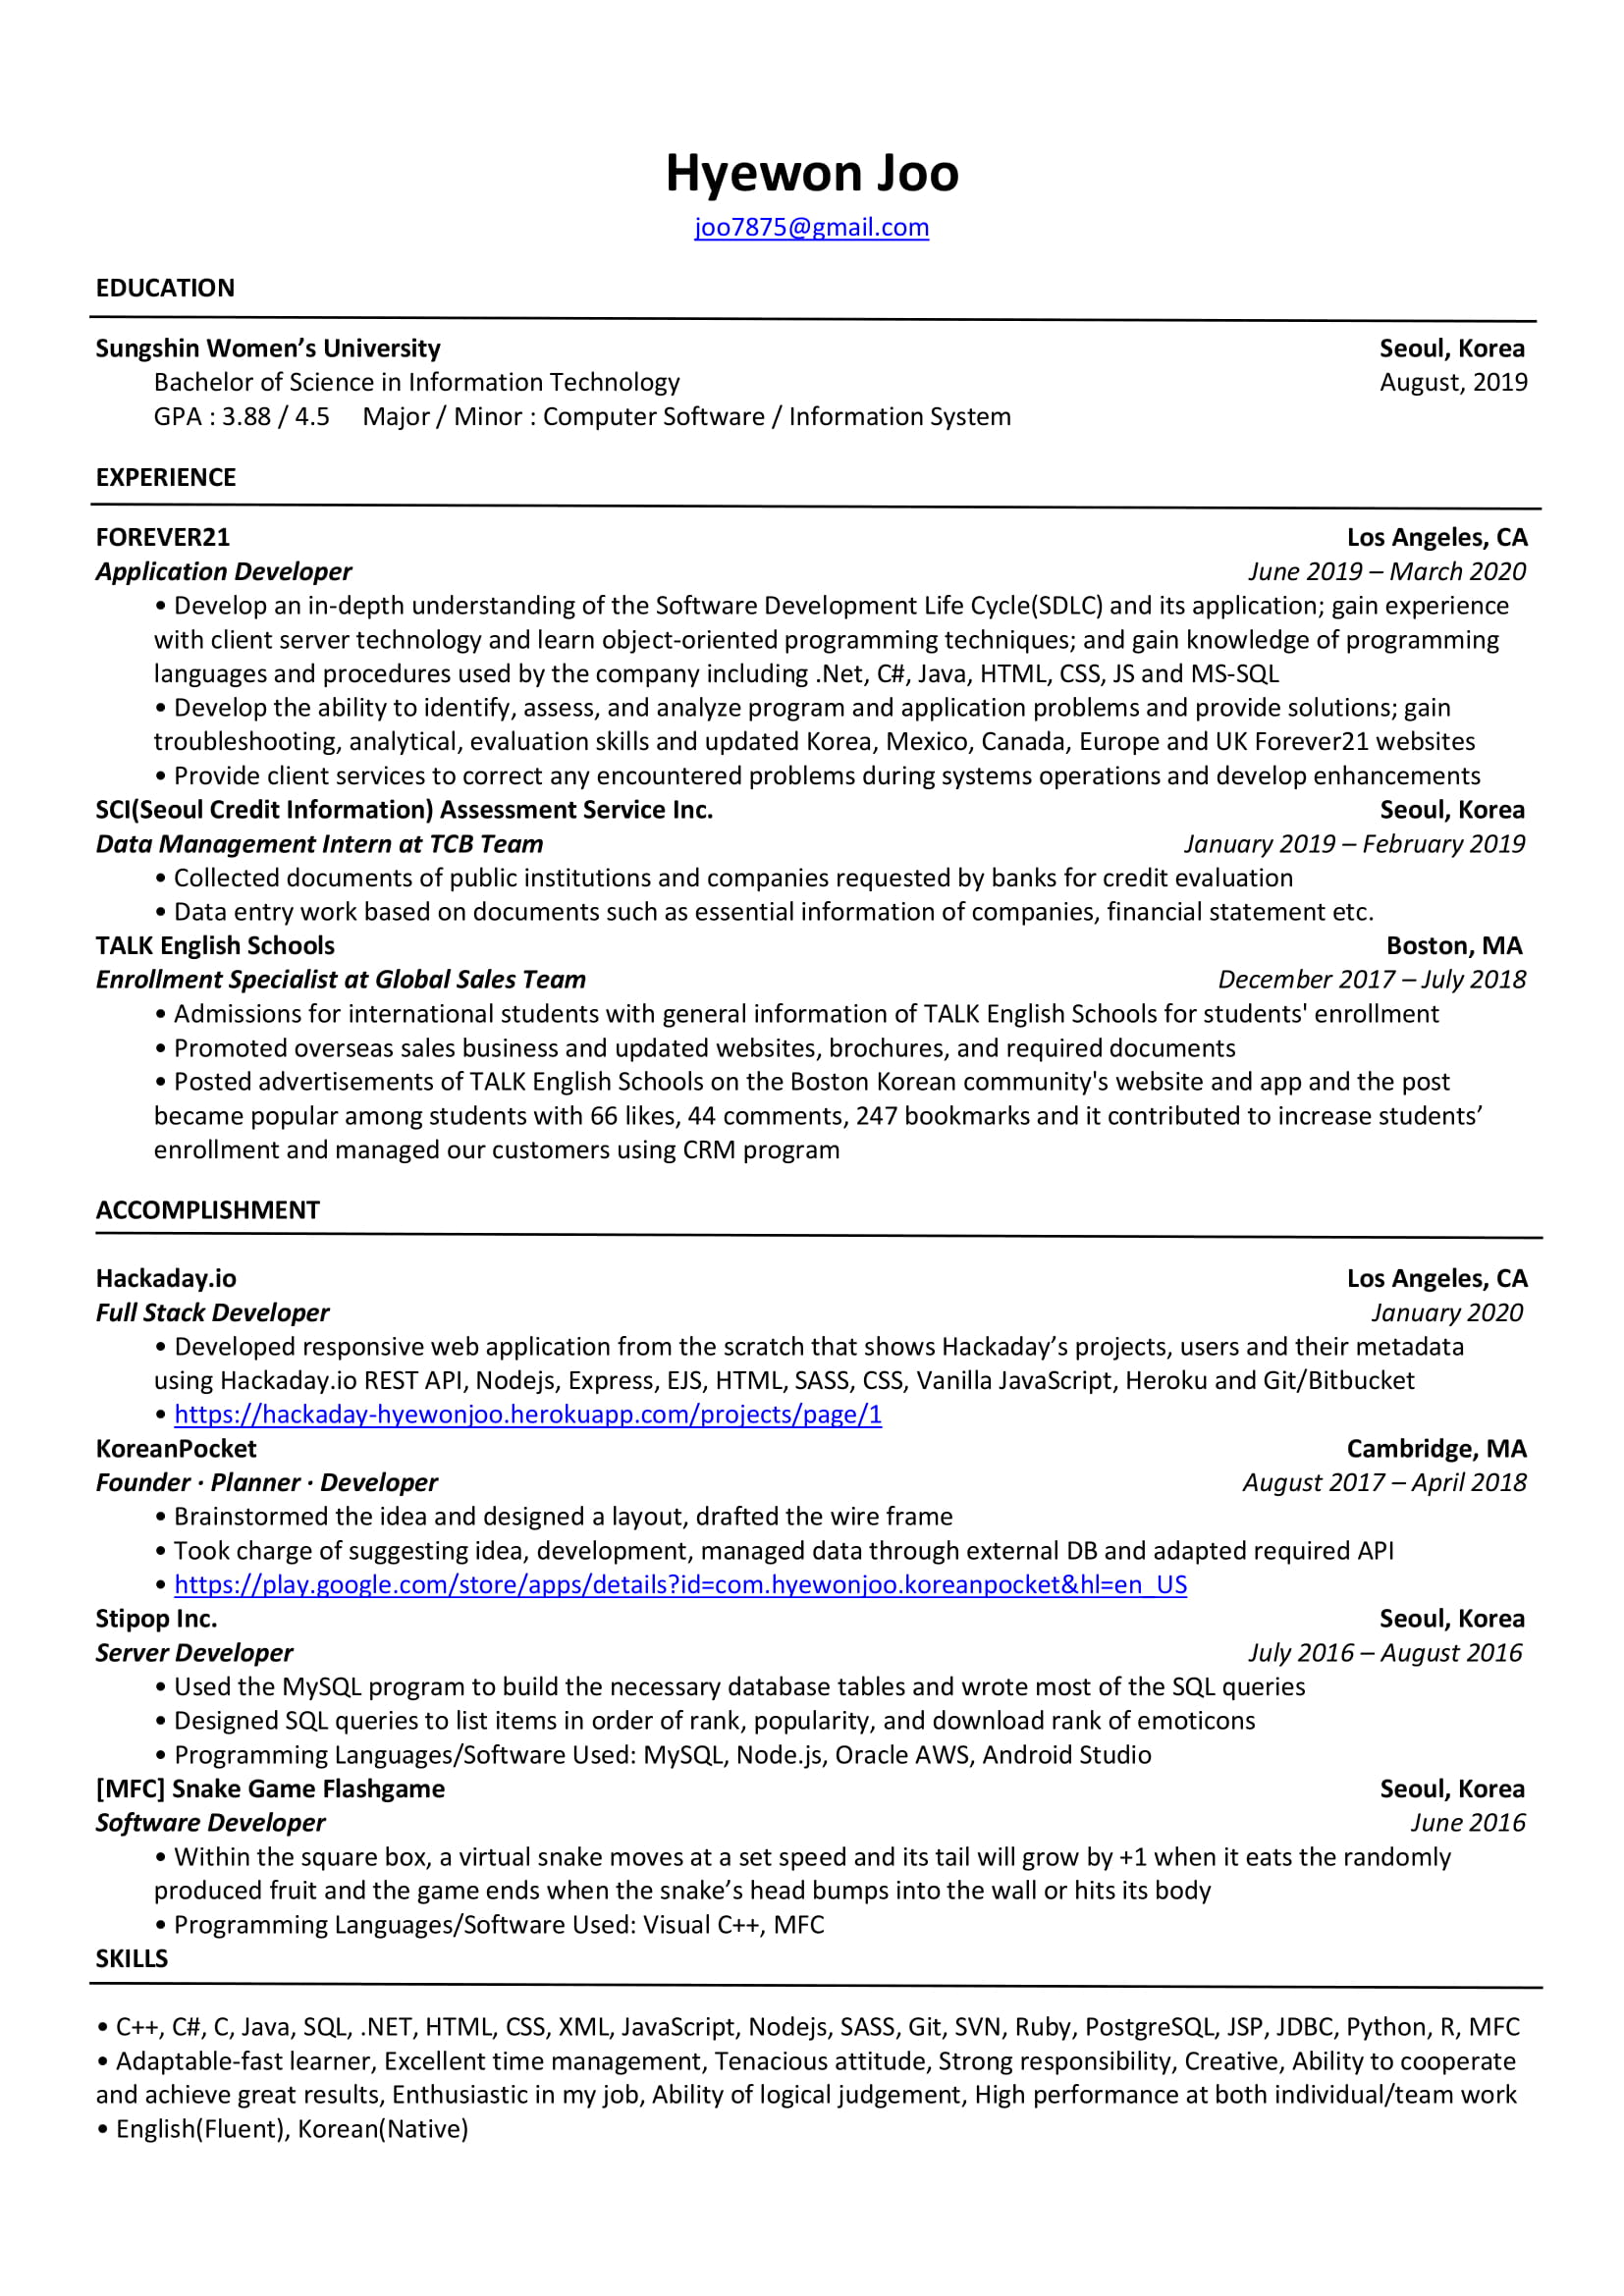 Hyewon Joo
joo7875@gmail.com
EDUCATION
Sungshin Women’s University Seoul, Korea
Bachelor of Science in Information Technology August, 2019
GPA : 3.88 / 4.5 Major / Minor : Computer Software / Information System
EXPERIENCE
FOREVER21 Los Angeles, CA
Application Developer June 2019 – March 2020
• Develop an in-depth understanding of the Software Development Life Cycle(SDLC) and its application; gain experience
with client server technology and learn object-oriented programming techniques; and gain knowledge of programming
languages and procedures used by the company including .Net, C#, Java, HTML, CSS, JS and MS-SQL
• Develop the ability to identify, assess, and analyze program and application problems and provide solutions; gain
troubleshooting, analytical, evaluation skills and updated Korea, Mexico, Canada, Europe and UK Forever21 websites
• Provide client services to correct any encountered problems during systems operations and develop enhancements
SCI(Seoul Credit Information) Assessment Service Inc. Seoul, Korea
Data Management Intern at TCB Team January 2019 – February 2019
• Collected documents of public institutions and companies requested by banks for credit evaluation
• Data entry work based on documents such as essential information of companies, financial statement etc.
TALK English Schools Boston, MA
Enrollment Specialist at Global Sales Team December 2017 – July 2018
• Admissions for international students with general information of TALK English Schools for students' enrollment
• Promoted overseas sales business and updated websites, brochures, and required documents
• Posted advertisements of TALK English Schools on the Boston Korean community's website and app and the post
became popular among students with 66 likes, 44 comments, 247 bookmarks and it contributed to increase students’
enrollment and managed our customers using CRM program
ACCOMPLISHMENT
Hackaday.io Los Angeles, CA
Full Stack Developer January 2020
• Developed responsive web application from the scratch that shows Hackaday’s projects, users and their metadata
using Hackaday.io REST API, Nodejs, Express, EJS, HTML, SASS, CSS, Vanilla JavaScript, Heroku and Git/Bitbucket
• https://hackaday-hyewonjoo.herokuapp.com/projects/page/1
KoreanPocket Cambridge, MA
Founder · Planner · Developer August 2017 – April 2018
• Brainstormed the idea and designed a layout, drafted the wire frame
• Took charge of suggesting idea, development, managed data through external DB and adapted required API
• https://play.google.com/store/apps/details?id=com.hyewonjoo.koreanpocket&hl=en_US
Stipop Inc. Seoul, Korea
Server Developer July 2016 – August 2016
• Used the MySQL program to build the necessary database tables and wrote most of the SQL queries
• Designed SQL queries to list items in order of rank, popularity, and download rank of emoticons
• Programming Languages/Software Used: MySQL, Node.js, Oracle AWS, Android Studio
[MFC] Snake Game Flashgame Seoul, Korea
Software Developer June 2016
• Within the square box, a virtual snake moves at a set speed and its tail will grow by +1 when it eats the randomly
produced fruit and the game ends when the snake’s head bumps into the wall or hits its body
• Programming Languages/Software Used: Visual C++, MFC
SKILLS
• C++, C#, C, Java, SQL, .NET, HTML, CSS, XML, JavaScript, Nodejs, SASS, Git, SVN, Ruby, PostgreSQL, JSP, JDBC, Python, R, MFC
• Adaptable-fast learner, Excellent time management, Tenacious attitude, Strong responsibility, Creative, Ability to cooperate
and achieve great results, Enthusiastic in my job, Ability of logical judgement, High performance at both individual/team work
• English(Fluent), Korean(Native)